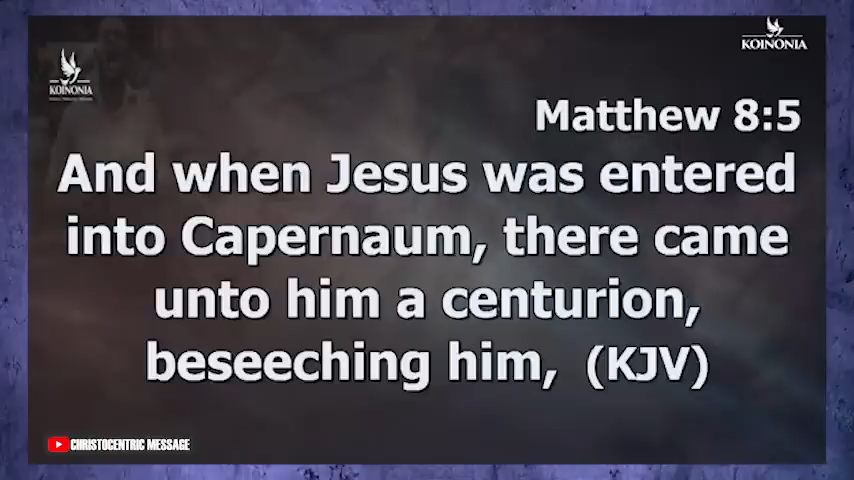 KOINONIA
KOINONIA
Matthew 8:5
And when Jesus was entered
into Capernaum, there came
unto him a centurion,
beseeching him, (KJV)
CHRISTOCENTRIC MESSAGE